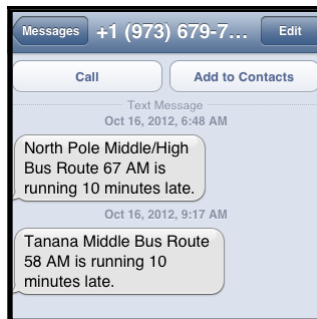 Messages +1 (973) 679-7... Edit
Call Add to Contacts
Text Message
Oct 16, 2012, 6:48 AM
North Pole Middle/High
Bus Route 67 AM is
running 10 minutes late.
Oct 16, 2012, 9:17 AM
Tanana Middle Bus Route
58 AM is running 10
minutes late.